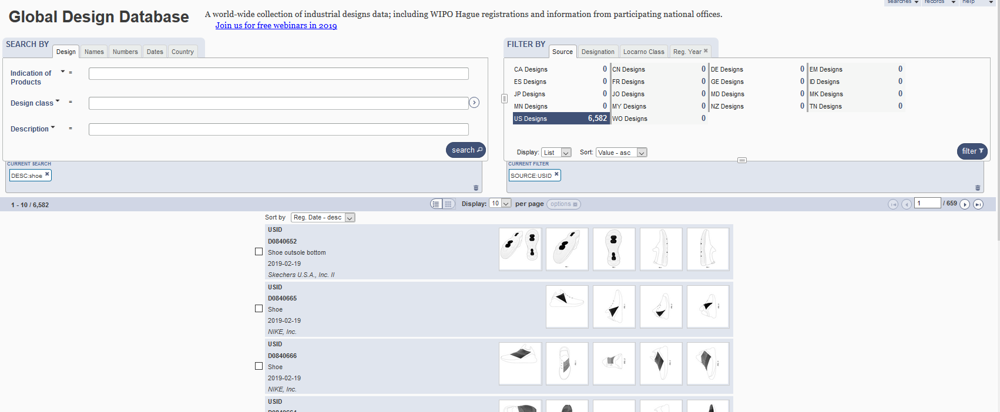 searches records help
Global Design Database
A world-wide collection of industrial designs data; including WIPO Hague registrations and information from participating national offices.
Join us for free webinars in 2019
SEARCH BY Design Names Numbers Dates Country
Indication of Products =
Design class =
Description =
search
CURRENT SEARCH
DESC:shoe
FILTER BY Source Designation Locarno Class Reg. Year
CA Designs 0 CN Designs 0 DE Designs 0 EM Designs 0
ES Designs 0 FR Designs 0 GE Designs 0 ID Designs 0
JP Designs 0 JO Designs 0 MD Designs 0 MK Designs 0
MN Designs 0 MY Designs 0 NZ Designs 0 TN Designs 0
US Designs 6,582 WO Designs 0
Display: List Sort: Value - asc
filter
CURRENT FILTER
SOURCE:USID
1 - 10 / 6,582 Display: 10 per page options 1 / 659
Sort by Reg. Date - desc
USID
D0840652
Shoe outsole bottom
2019-02-19
Skechers U.S.A., Inc. II
USID
D0840665
Shoe
2019-02-19
NIKE, Inc.
USID
D0840666
Shoe
2019-02-19
NIKE, Inc.
USID